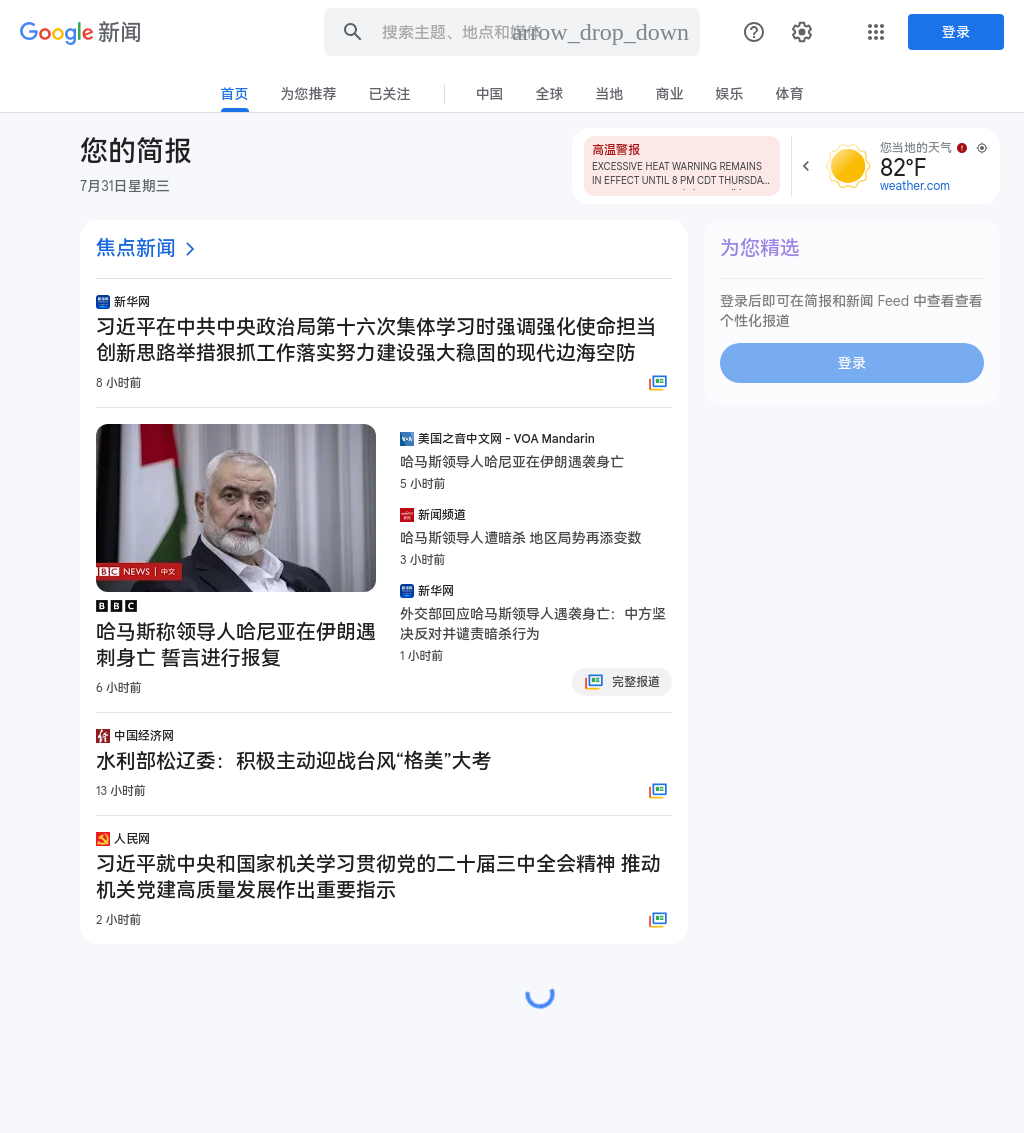 Google 新闻
搜索主题、地点和媒体
arrow_drop_down
登录
首页
为您推荐
已关注
中国
全球
当地
商业
娱乐
体育
您的简报
7月31日星期三
高温警报
EXCESSIVE HEAT WARNING REMAINS
IN EFFECT UNTIL 8 PM CDT THURSDA...
您当地的天气
82°F
weather.com
焦点新闻
新华网
习近平在中共中央政治局第十六次集体学习时强调强化使命担当
创新思路举措狠抓工作落实努力建设强大稳固的现代边海空防
8 小时前
BBC NEWS 中文
BBC
哈马斯称领导人哈尼亚在伊朗遇
刺身亡 誓言进行报复
6 小时前
美国之音中文网 - VOA Mandarin
哈马斯领导人哈尼亚在伊朗遇袭身亡
5 小时前
新闻频道
哈马斯领导人遭暗杀 地区局势再添变数
3 小时前
新华网
外交部回应哈马斯领导人遇袭身亡：中方坚
决反对并谴责暗杀行为
1 小时前
完整报道
中国经济网
水利部松辽委：积极主动迎战台风“格美”大考
13 小时前
人民网
习近平就中央和国家机关学习贯彻党的二十届三中全会精神 推动
机关党建高质量发展作出重要指示
2 小时前
为您精选
登录后即可在简报和新闻 Feed 中查看查看
个性化报道
登录